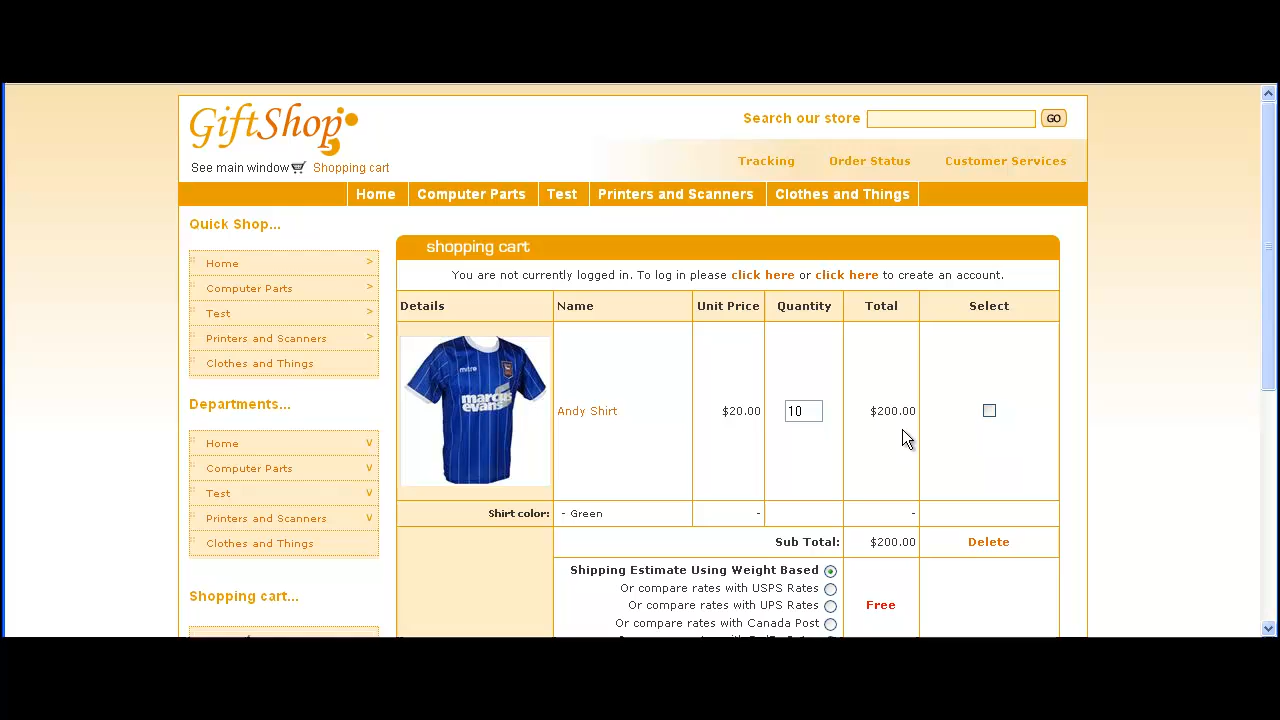 GiftShop
5
Search our store
GO
See main window Shopping cart
Tracking Order Status Customer Services
Home Computer Parts Test Printers and Scanners Clothes and Things
Quick Shop...
Home >
Computer Parts >
Test >
Printers and Scanners >
Clothes and Things
Departments...
Home v
Computer Parts v
Test v
Printers and Scanners v
Clothes and Things
Shopping cart...
shopping cart
You are not currently logged in. To log in please click here or click here to create an account.
Details Name Unit Price Quantity Total Select
mitre
marcus
evans
Andy Shirt $20.00 10 $200.00
Shirt color: - Green - -
Sub Total: $200.00 Delete
Shipping Estimate Using Weight Based
Or compare rates with USPS Rates
Or compare rates with UPS Rates
Free
Or compare rates with Canada Post